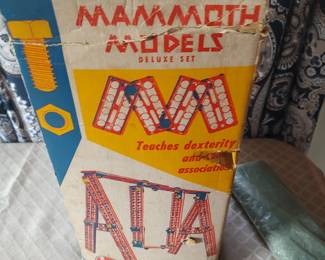 MAMMOTH
MODELS
DELUXE SET
Teaches dexterity
and
association